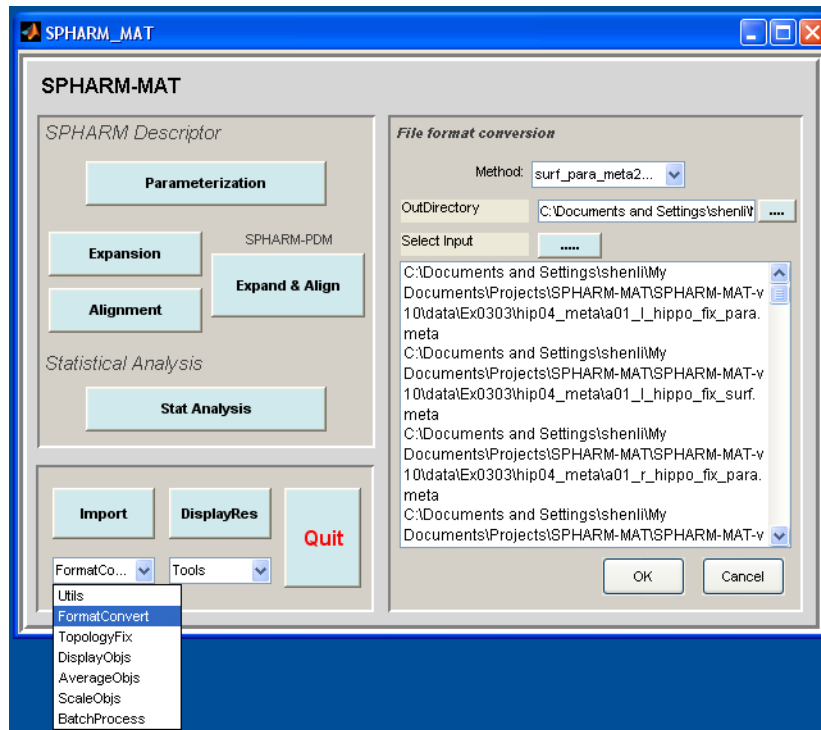 SPHARM_MAT
SPHARM-MAT
SPHARM Descriptor
Parameterization
Expansion
SPHARM-PDM
Expand & Align
Alignment
Statistical Analysis
Stat Analysis
Import
DisplayRes
Quit
FormatCo...
Tools
Utils
FormatConvert
TopologyFix
DisplayObjs
AverageObjs
ScaleObjs
BatchProcess
File format conversion
Method: surf_para_meta2...
OutDirectory C:\Documents and Settings\shenli\ ....
Select Input .....
C:\Documents and Settings\shenli\My
Documents\Projects\SPHARM-MAT\SPHARM-MAT-v
10\data\Ex0303\hip04_meta\a01_l_hippo_fix_para.
meta
C:\Documents and Settings\shenli\My
Documents\Projects\SPHARM-MAT\SPHARM-MAT-v
10\data\Ex0303\hip04_meta\a01_l_hippo_fix_surf.
meta
C:\Documents and Settings\shenli\My
Documents\Projects\SPHARM-MAT\SPHARM-MAT-v
10\data\Ex0303\hip04_meta\a01_r_hippo_fix_para.
meta
C:\Documents and Settings\shenli\My
Documents\Projects\SPHARM-MAT\SPHARM-MAT-v
OK
Cancel